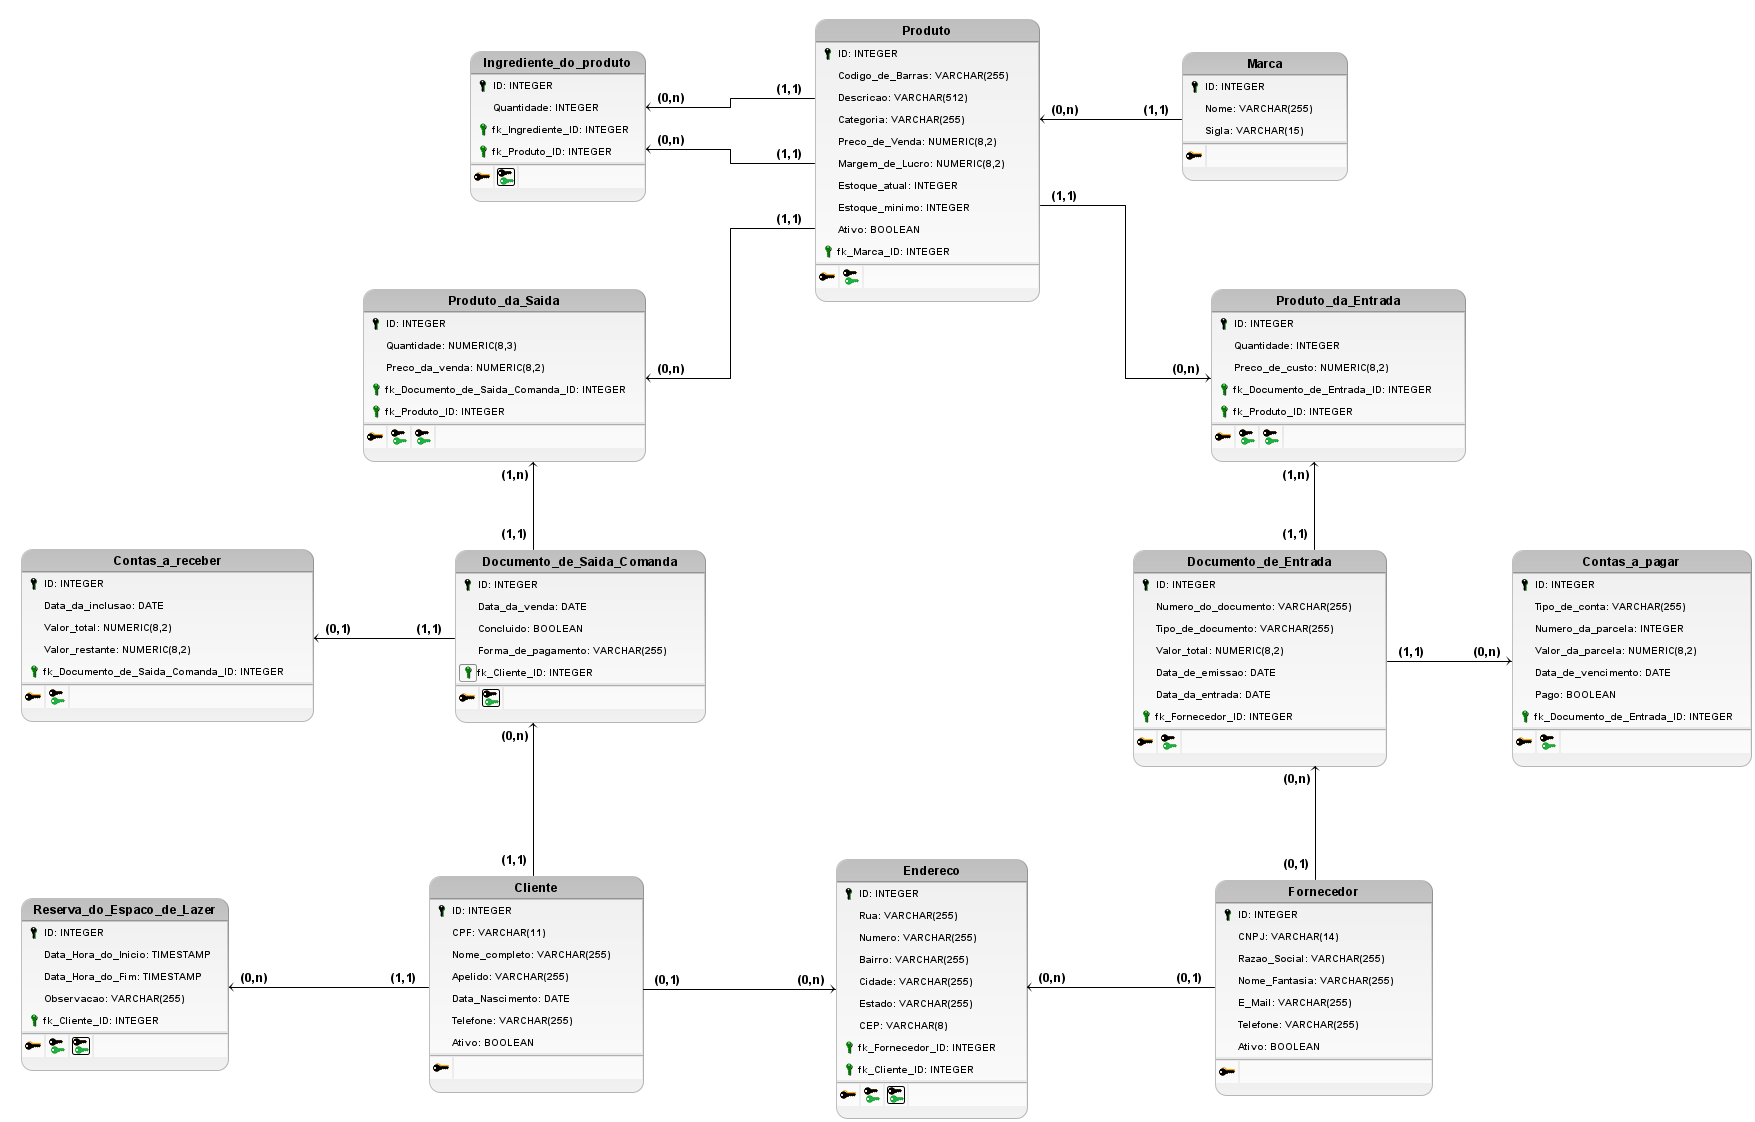 Produto
ID: INTEGER
Codigo_de_Barras: VARCHAR(255)
Descricao: VARCHAR(512)
Categoria: VARCHAR(255)
Preco_de_Venda: NUMERIC(8,2)
Margem_de_Lucro: NUMERIC(8,2)
Estoque_atual: INTEGER
Estoque_minimo: INTEGER
Ativo: BOOLEAN
fk_Marca_ID: INTEGER
Ingrediente_do_produto
ID: INTEGER
Quantidade: INTEGER
fk_Ingrediente_ID: INTEGER
fk_Produto_ID: INTEGER
(0,n)
(1,1)
(0,n)
(1,1)
(1,1)
(0,n)
Marca
ID: INTEGER
Nome: VARCHAR(255)
Sigla: VARCHAR(15)
(0,n)
(1,1)
(1,1)
(0,n)
Produto_da_Saida
ID: INTEGER
Quantidade: NUMERIC(8,3)
Preco_da_venda: NUMERIC(8,2)
fk_Documento_de_Saida_Comanda_ID: INTEGER
fk_Produto_ID: INTEGER
(1,n)
(1,1)
Produto_da_Entrada
ID: INTEGER
Quantidade: INTEGER
Preco_de_custo: NUMERIC(8,2)
fk_Documento_de_Entrada_ID: INTEGER
fk_Produto_ID: INTEGER
(1,n)
(1,1)
Contas_a_receber
ID: INTEGER
Data_da_inclusao: DATE
Valor_total: NUMERIC(8,2)
Valor_restante: NUMERIC(8,2)
fk_Documento_de_Saida_Comanda_ID: INTEGER
(0,1)
(1,1)
Documento_de_Saida_Comanda
ID: INTEGER
Data_da_venda: DATE
Concluido: BOOLEAN
Forma_de_pagamento: VARCHAR(255)
fk_Cliente_ID: INTEGER
(0,n)
(1,1)
Documento_de_Entrada
ID: INTEGER
Numero_do_documento: VARCHAR(255)
Tipo_de_documento: VARCHAR(255)
Valor_total: NUMERIC(8,2)
Data_de_emissao: DATE
Data_da_entrada: DATE
fk_Fornecedor_ID: INTEGER
(1,1)
(0,n)
Contas_a_pagar
ID: INTEGER
Tipo_de_conta: VARCHAR(255)
Numero_da_parcela: INTEGER
Valor_da_parcela: NUMERIC(8,2)
Data_de_vencimento: DATE
Pago: BOOLEAN
fk_Documento_de_Entrada_ID: INTEGER
(0,n)
(0,1)
Reserva_do_Espaco_de_Lazer
ID: INTEGER
Data_Hora_do_Inicio: TIMESTAMP
Data_Hora_do_Fim: TIMESTAMP
Observacao: VARCHAR(255)
fk_Cliente_ID: INTEGER
(0,n)
(1,1)
Cliente
ID: INTEGER
CPF: VARCHAR(11)
Nome_completo: VARCHAR(255)
Apelido: VARCHAR(255)
Data_Nascimento: DATE
Telefone: VARCHAR(255)
Ativo: BOOLEAN
(0,1)
(0,n)
Endereco
ID: INTEGER
Rua: VARCHAR(255)
Numero: VARCHAR(255)
Bairro: VARCHAR(255)
Cidade: VARCHAR(255)
Estado: VARCHAR(255)
CEP: VARCHAR(8)
fk_Fornecedor_ID: INTEGER
fk_Cliente_ID: INTEGER
(0,n)
(0,1)
Fornecedor
ID: INTEGER
CNPJ: VARCHAR(14)
Razao_Social: VARCHAR(255)
Nome_Fantasia: VARCHAR(255)
E_Mail: VARCHAR(255)
Telefone: VARCHAR(255)
Ativo: BOOLEAN